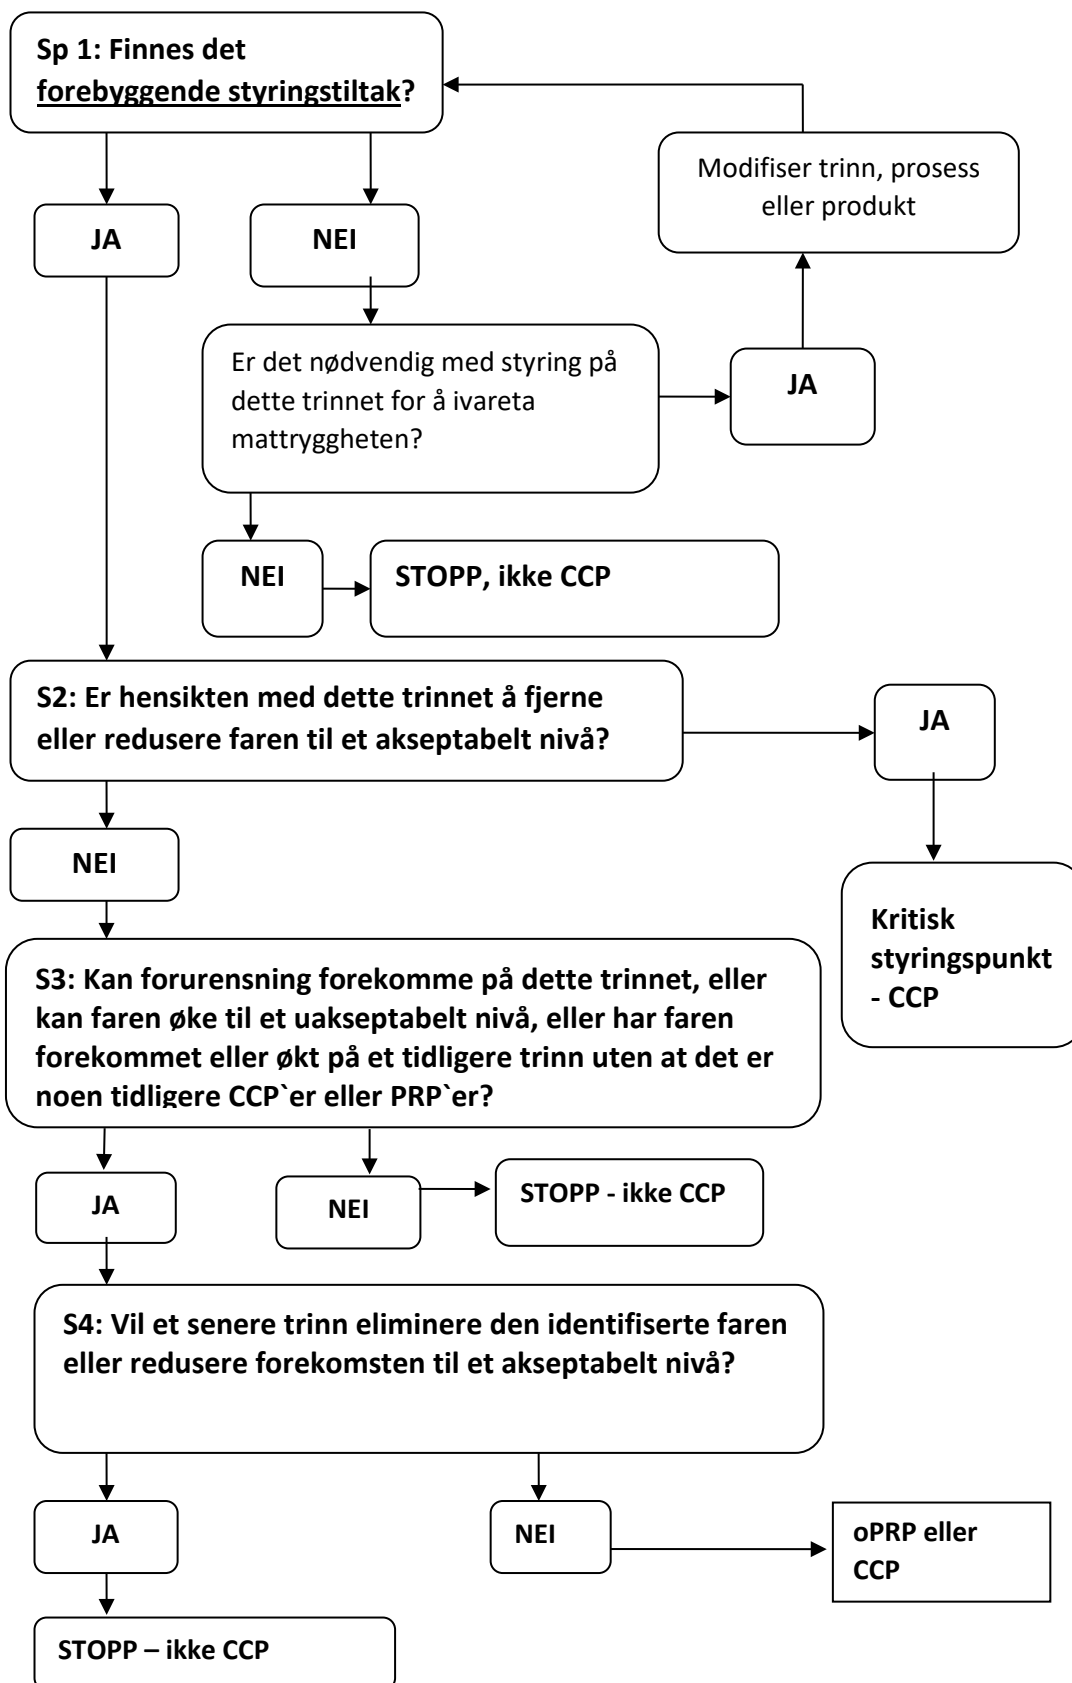 Sp 1: Finnes det
forebyggende styringstiltak?
Modifiser trinn, prosess
eller produkt
JA
NEI
Er det nødvendig med styring på
dette trinnet for å ivareta
mattryggheten?
JA
NEI
STOPP, ikke CCP
S2: Er hensikten med dette trinnet å fjerne
eller redusere faren til et akseptabelt nivå?
JA
NEI
Kritisk
styringspunkt
- CCP
S3: Kan forurensning forekomme på dette trinnet, eller
kan faren øke til et uakseptabelt nivå, eller har faren
forekommet eller økt på et tidligere trinn uten at det er
noen tidligere CCP`er eller PRP`er?
JA
NEI
STOPP - ikke CCP
S4: Vil et senere trinn eliminere den identifiserte faren
eller redusere forekomsten til et akseptabelt nivå?
JA
NEI
oPRP eller
CCP
STOPP – ikke CCP